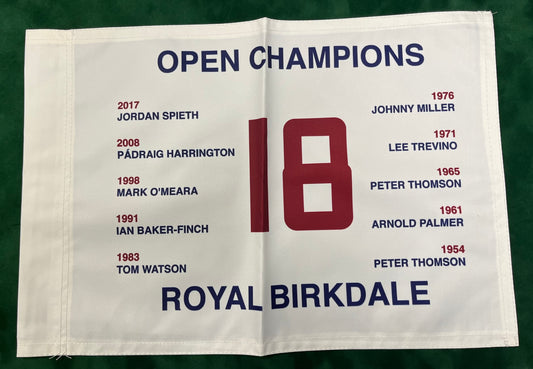 OPEN CHAMPIONS
2017
JORDAN SPIETH
2008
PÁDRAIG HARRINGTON
1998
MARK O'MEARA
1991
IAN BAKER-FINCH
1983
TOM WATSON
18
1976
JOHNNY MILLER
1971
LEE TREVINO
1965
PETER THOMSON
1961
ARNOLD PALMER
1954
PETER THOMSON
ROYAL BIRKDALE